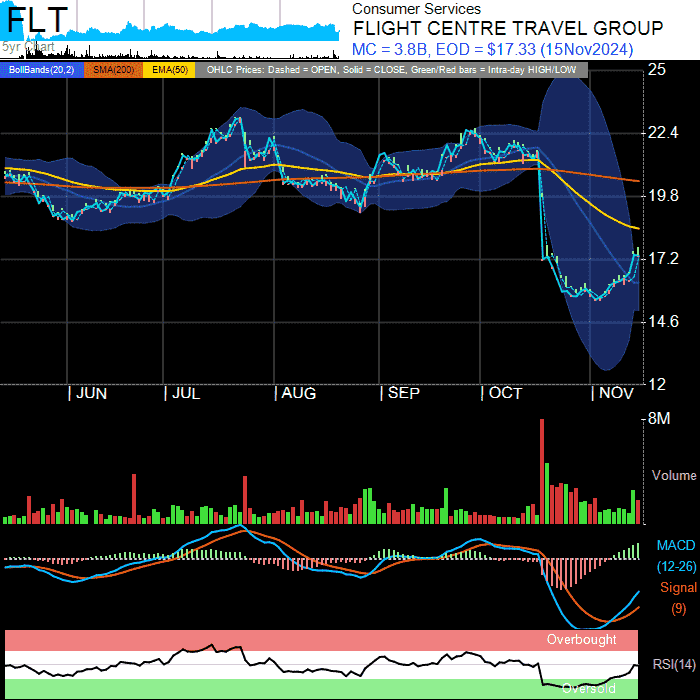 FLT
5yr Chart
Consumer Services
FLIGHT CENTRE TRAVEL GROUP
MC = 3.8B, EOD = $17.33 (15Nov2024)
BollBands(20,2) SMA(200) EMA(50) OHLC Prices: Dashed = OPEN, Solid = CLOSE, Green/Red bars = Intra-day HIGH/LOW
25
22.4
19.8
17.2
14.6
12
JUN JUL AUG SEP OCT NOV
8M
Volume
MACD
(12-26)
Signal
(9)
Overbought
RSI(14)
Oversold